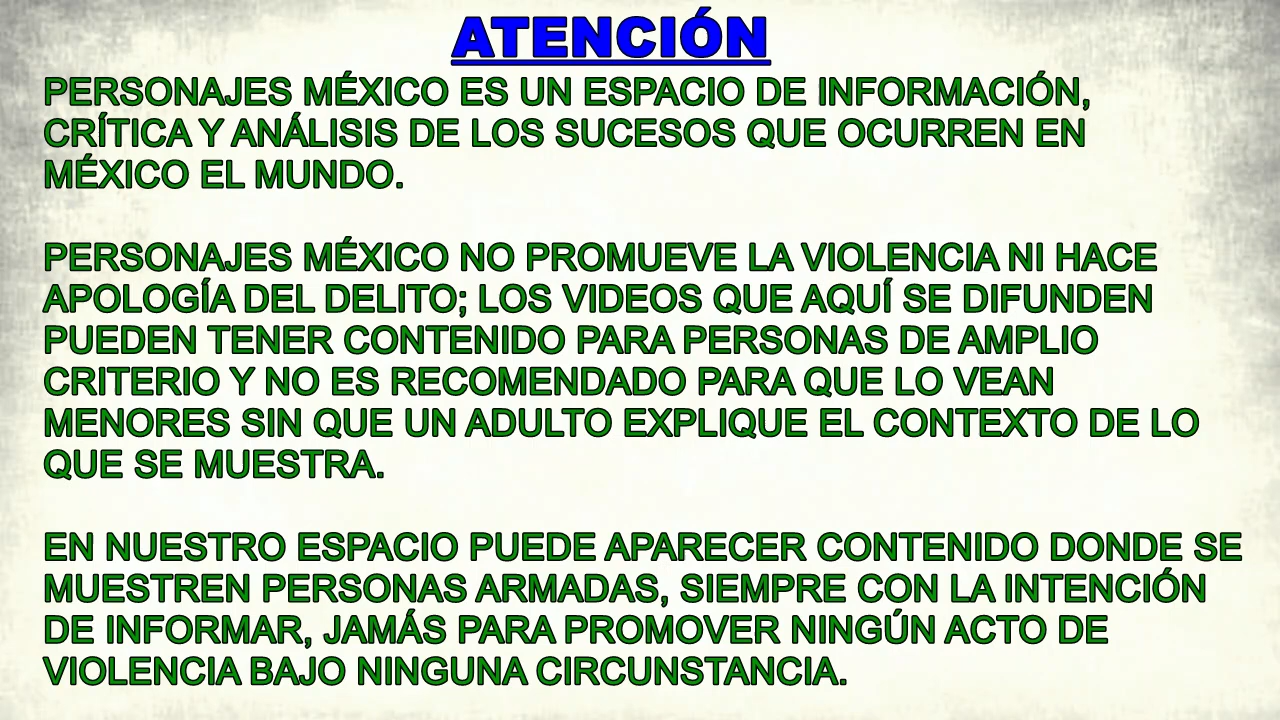 ATENCIÓN
PERSONAJES MÉXICO ES UN ESPACIO DE INFORMACIÓN,
CRÍTICA Y ANÁLISIS DE LOS SUCESOS QUE OCURREN EN
MÉXICO EL MUNDO.
PERSONAJES MÉXICO NO PROMUEVE LA VIOLENCIA NI HACE
APOLOGÍA DEL DELITO; LOS VIDEOS QUE AQUÍ SE DIFUNDEN
PUEDEN TENER CONTENIDO PARA PERSONAS DE AMPLIO
CRITERIO Y NO ES RECOMENDADO PARA QUE LO VEAN
MENORES SIN QUE UN ADULTO EXPLIQUE EL CONTEXTO DE LO
QUE SE MUESTRA.
EN NUESTRO ESPACIO PUEDE APARECER CONTENIDO DONDE SE
MUESTREN PERSONAS ARMADAS, SIEMPRE CON LA INTENCIÓN
DE INFORMAR, JAMÁS PARA PROMOVER NINGÚN ACTO DE
VIOLENCIA BAJO NINGUNA CIRCUNSTANCIA.